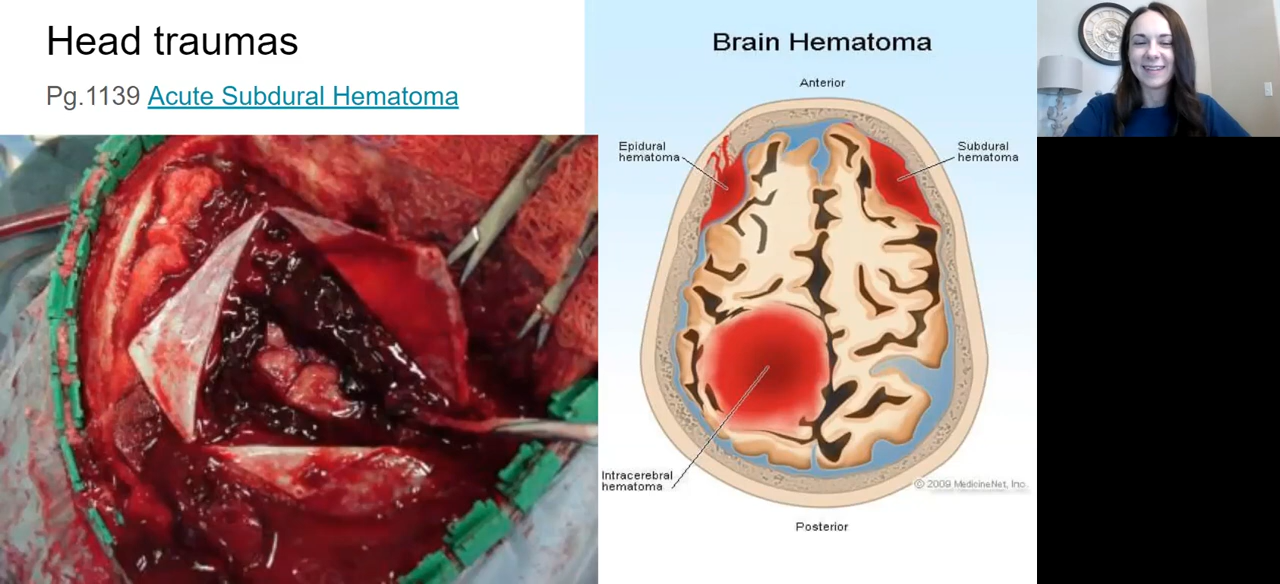 Head traumas
Pg.1139 Acute Subdural Hematoma
Brain Hematoma
Anterior
Epidural
hematoma
Subdural
hematoma
Intracerebral
hematoma
© 2009 MedicineNet, Inc.
Posterior